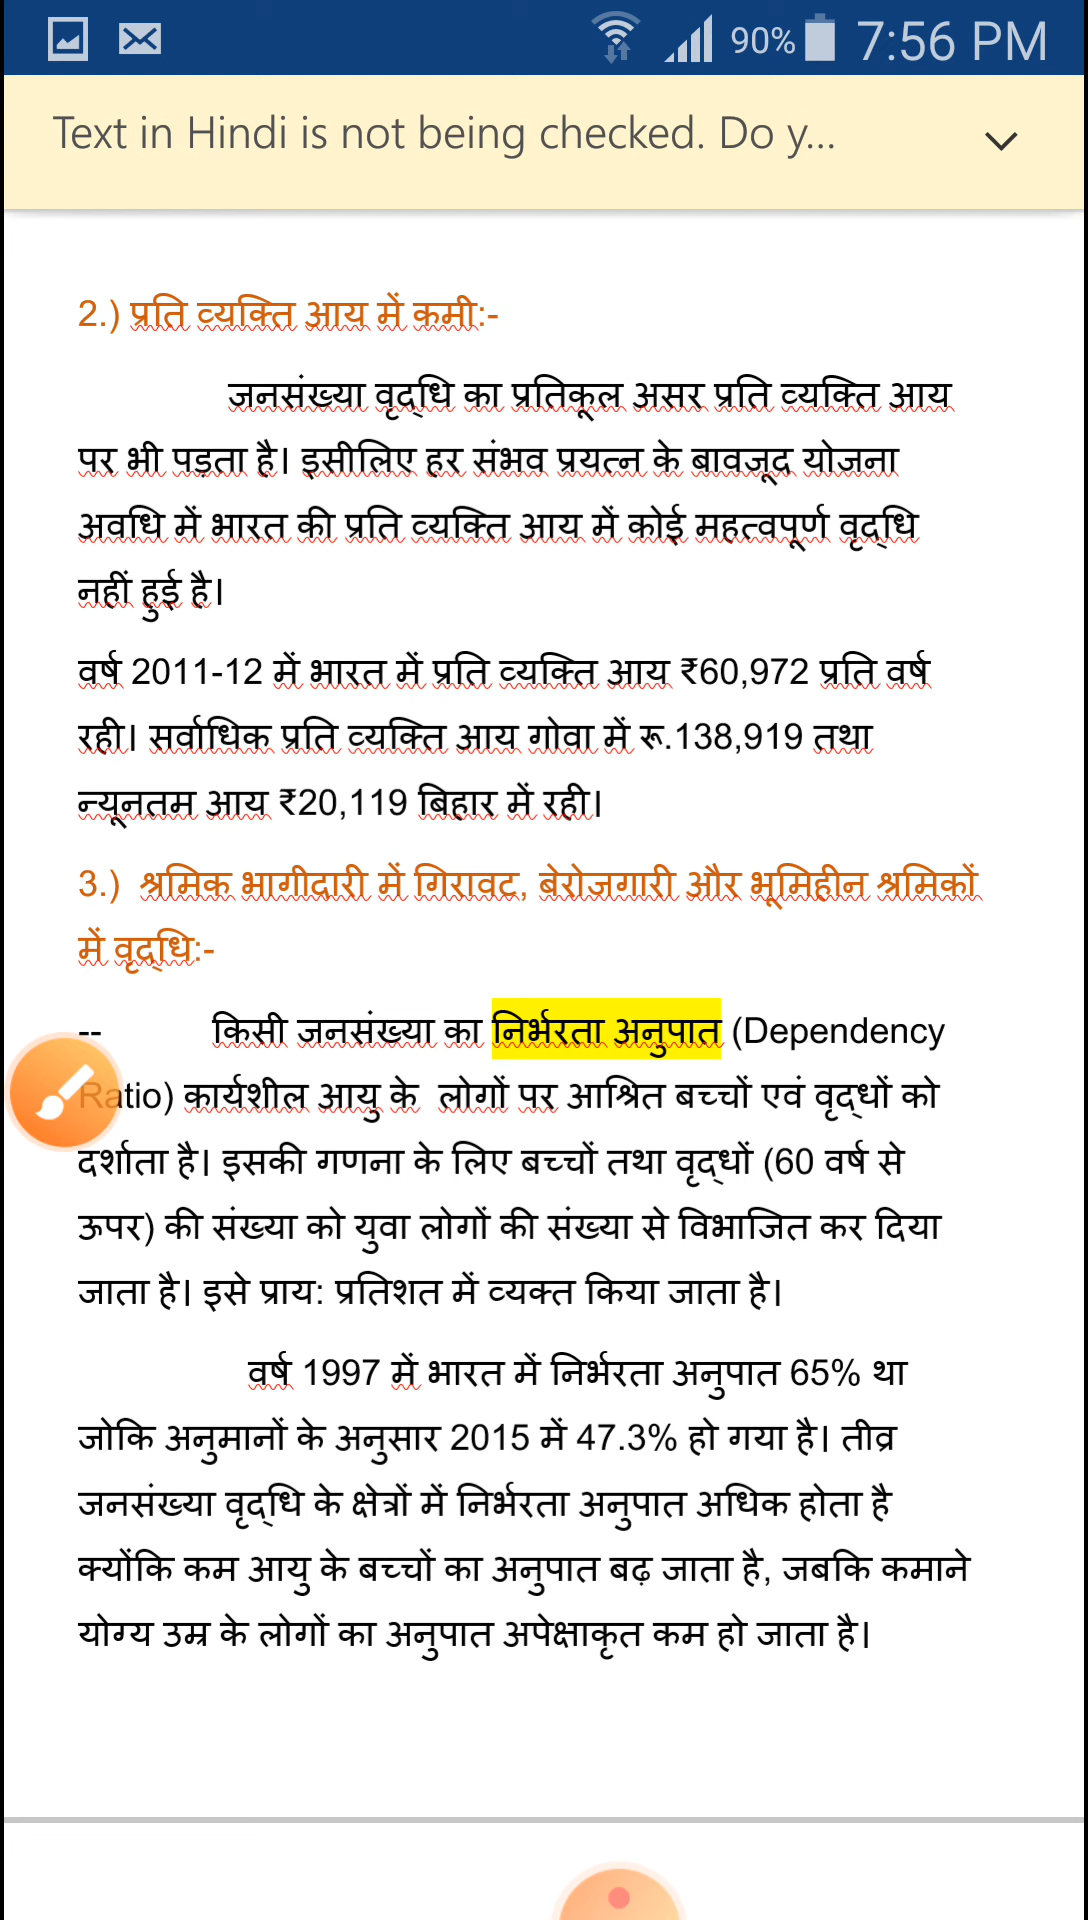 90% 7:56 PM
Text in Hindi is not being checked. Do y...
2.) प्रति व्यक्ति आय में कमी:-
जनसंख्या वृद्धि का प्रतिकूल असर प्रति व्यक्ति आय
पर भी पड़ता है। इसीलिए हर संभव प्रयत्न के बावजूद योजना
अवधि में भारत की प्रति व्यक्ति आय में कोई महत्वपूर्ण वृद्धि
नहीं हुई है।
वर्ष 2011-12 में भारत में प्रति व्यक्ति आय ₹60,972 प्रति वर्ष
रही। सर्वाधिक प्रति व्यक्ति आय गोवा में रू.138,919 तथा
न्यूनतम आय ₹20,119 बिहार में रही।
3.) श्रमिक भागीदारी में गिरावट, बेरोजगारी और भूमिहीन श्रमिकों
में वृद्धि:-
-- किसी जनसंख्या का निर्भरता अनुपात (Dependency
Ratio) कार्यशील आयु के लोगों पर आश्रित बच्चों एवं वृद्धों को
दर्शाता है। इसकी गणना के लिए बच्चों तथा वृद्धों (60 वर्ष से
ऊपर) की संख्या को युवा लोगों की संख्या से विभाजित कर दिया
जाता है। इसे प्राय: प्रतिशत में व्यक्त किया जाता है।
वर्ष 1997 में भारत में निर्भरता अनुपात 65% था
जोकि अनुमानों के अनुसार 2015 में 47.3% हो गया है। तीव्र
जनसंख्या वृद्धि के क्षेत्रों में निर्भरता अनुपात अधिक होता है
क्योंकि कम आयु के बच्चों का अनुपात बढ़ जाता है, जबकि कमाने
योग्य उम्र के लोगों का अनुपात अपेक्षाकृत कम हो जाता है।